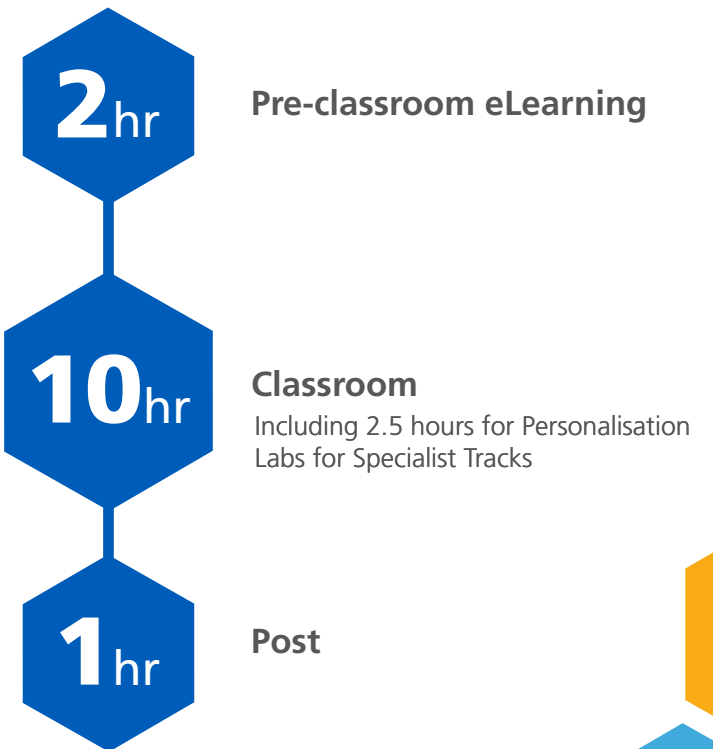 2hr
Pre-classroom eLearning
10hr
Classroom
Including 2.5 hours for Personalisation
Labs for Specialist Tracks
1hr
Post